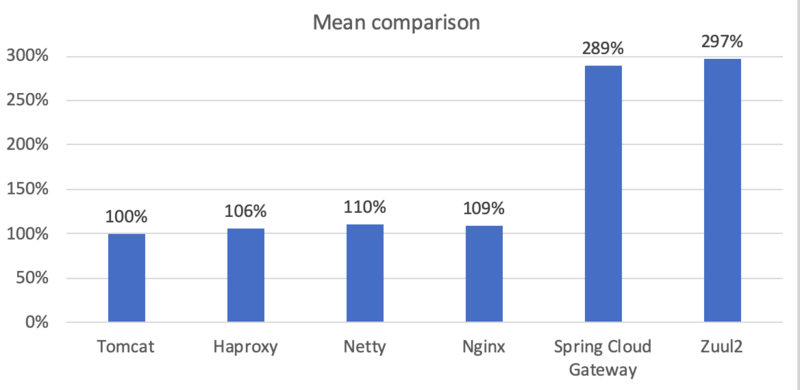 Mean comparison
300%
250%
200%
150%
100%
50%
0%
100%
106%
110%
109%
289%
297%
Tomcat
Haproxy
Netty
Nginx
Spring Cloud
Gateway
Zuul2